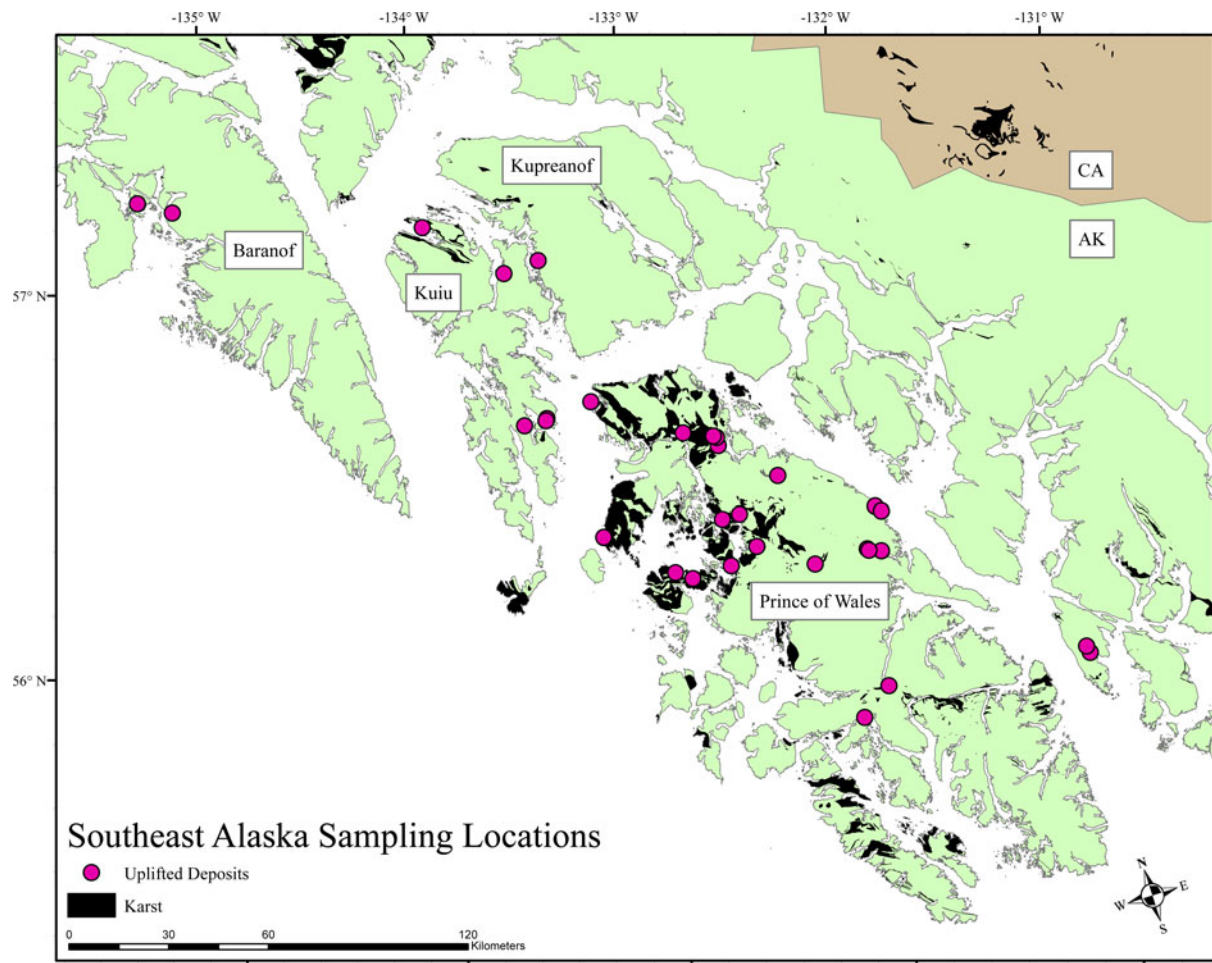 -135° W
-134° W
-133° W
-132° W
-131° W
Kupreanof
CA
Baranof
AK
Kuiu
57° N
Prince of Wales
56° N
Southeast Alaska Sampling Locations
Uplifted Deposits
Karst
0 30 60 120
Kilometers
N
W E
S